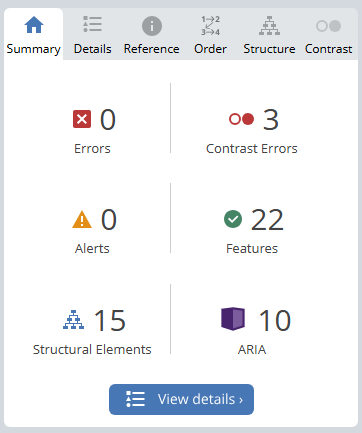 Summary Details Reference Order Structure Contrast
0 3
Errors Contrast Errors
0 22
Alerts Features
15 10
Structural Elements ARIA
View details ›